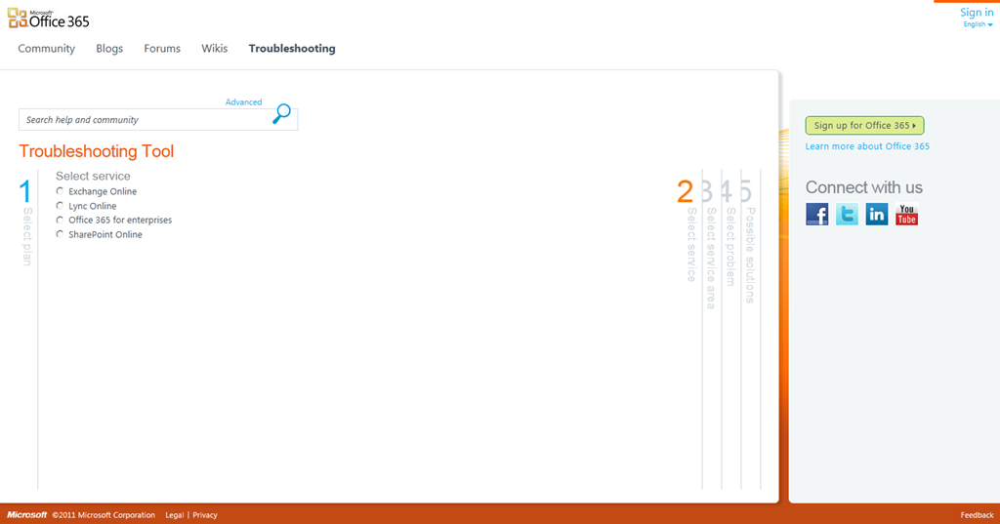 Microsoft®
Office 365
Sign in
English
Community Blogs Forums Wikis Troubleshooting
Advanced
Search help and community
Troubleshooting Tool
1
Select plan
Select service
Exchange Online
Lync Online
Office 365 for enterprises
SharePoint Online
2
Select service
3
Select service area
4
Select problem
5
Possible solutions
Sign up for Office 365
Learn more about Office 365
Connect with us
f
t
in
You
Tube
Microsoft ©2011 Microsoft Corporation Legal | Privacy Feedback